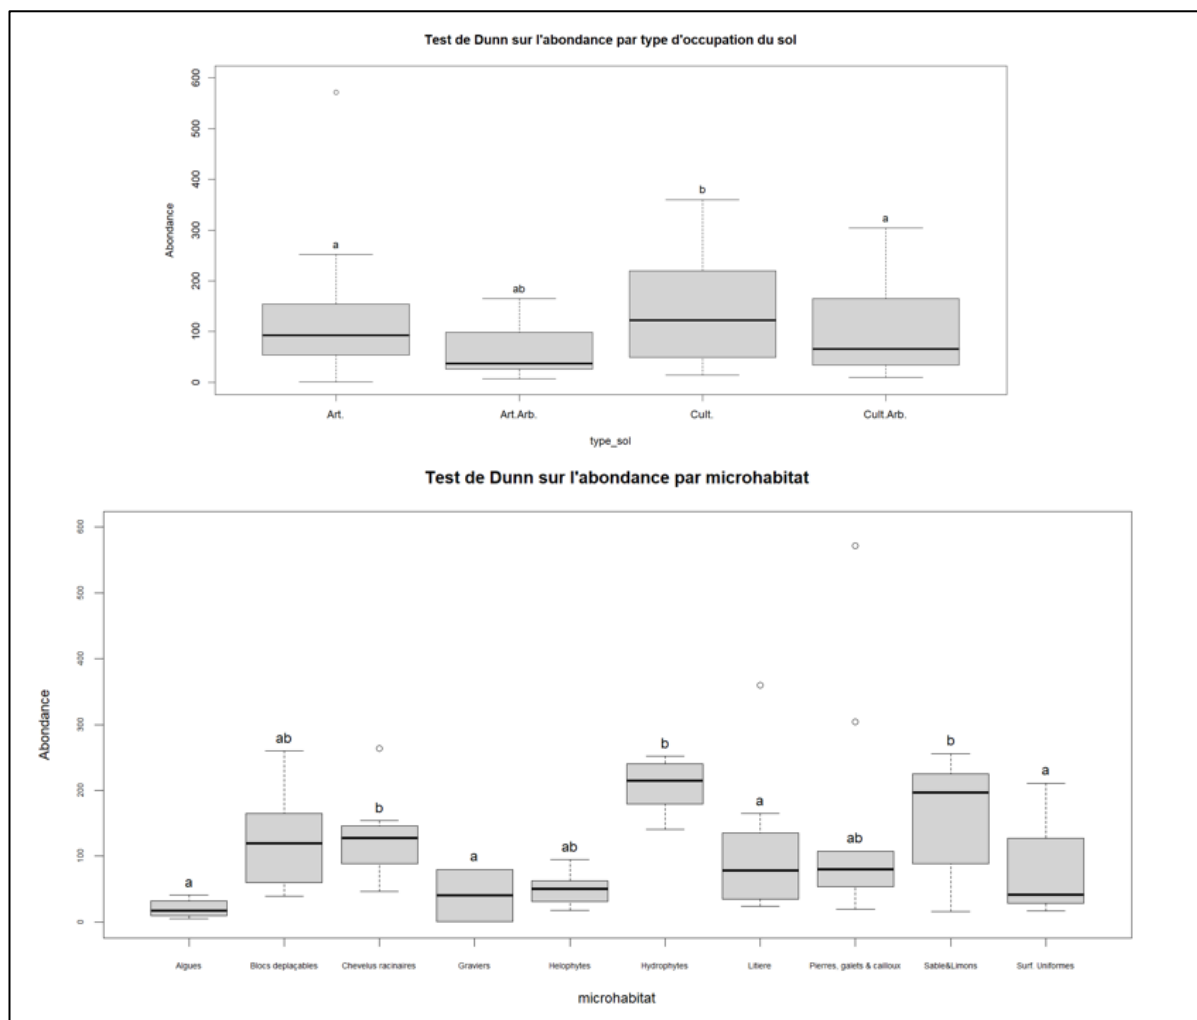 Test de Dunn sur l'abondance par type d'occupation du sol
600
500
400
300
200
100
0
Abondance
a
ab
b
a
Art.
Art.Arb.
Cult.
Cult.Arb.
type_sol
Test de Dunn sur l'abondance par microhabitat
600
500
400
300
200
100
0
Abondance
a
ab
b
a
ab
b
a
ab
b
a
Algues
Blocs deplaçables
Chevelus racinaires
Graviers
Helophytes
Hydrophytes
Litiere
Pierres, galets & cailloux
Sable&Limons
Surf. Uniformes
microhabitat